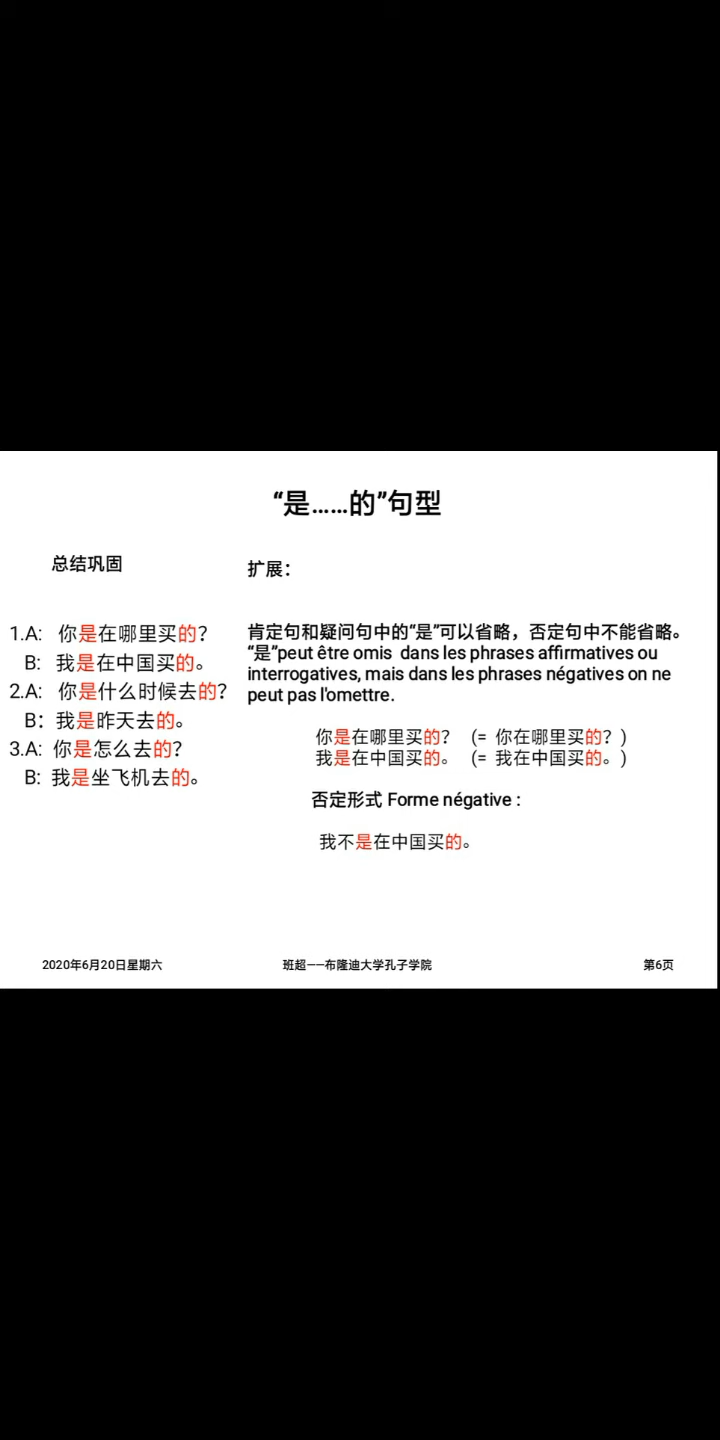 “是……的”句型
总结巩固
1.A: 你是在哪里买的？
B: 我是在中国买的。
2.A: 你是什么时候去的？
B：我是昨天去的。
3.A: 你是怎么去的？
B: 我是坐飞机去的。
扩展：
肯定句和疑问句中的“是”可以省略，否定句中不能省略。
“是”peut être omis dans les phrases affirmatives ou
interrogatives, mais dans les phrases négatives on ne
peut pas l'omettre.
你是在哪里买的？ (= 你在哪里买的？)
我是在中国买的。 (= 我在中国买的。)
否定形式 Forme négative :
我不是在中国买的。
2020年6月20日星期六
班超——布隆迪大学孔子学院
第6页